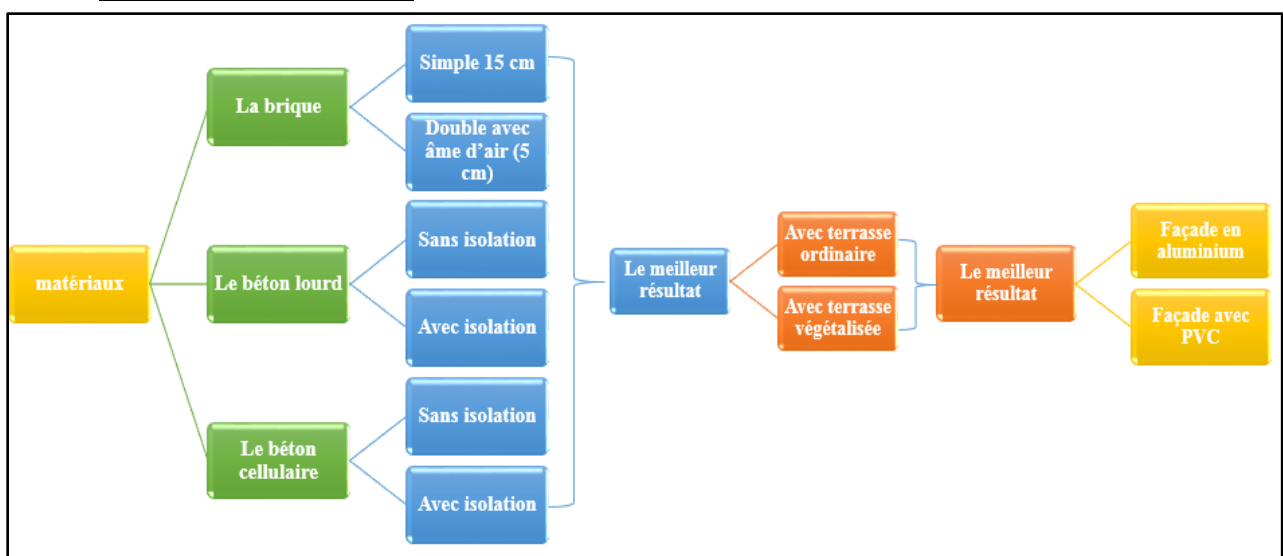 matériaux
La brique
Simple 15 cm
Double avec
âme d’air (5
cm)
Le béton lourd
Sans isolation
Avec isolation
Le béton
cellulaire
Sans isolation
Avec isolation
Le meilleur
résultat
Avec terrasse
ordinaire
Avec terrasse
végétalisée
Le meilleur
résultat
Façade en
aluminium
Façade avec
PVC